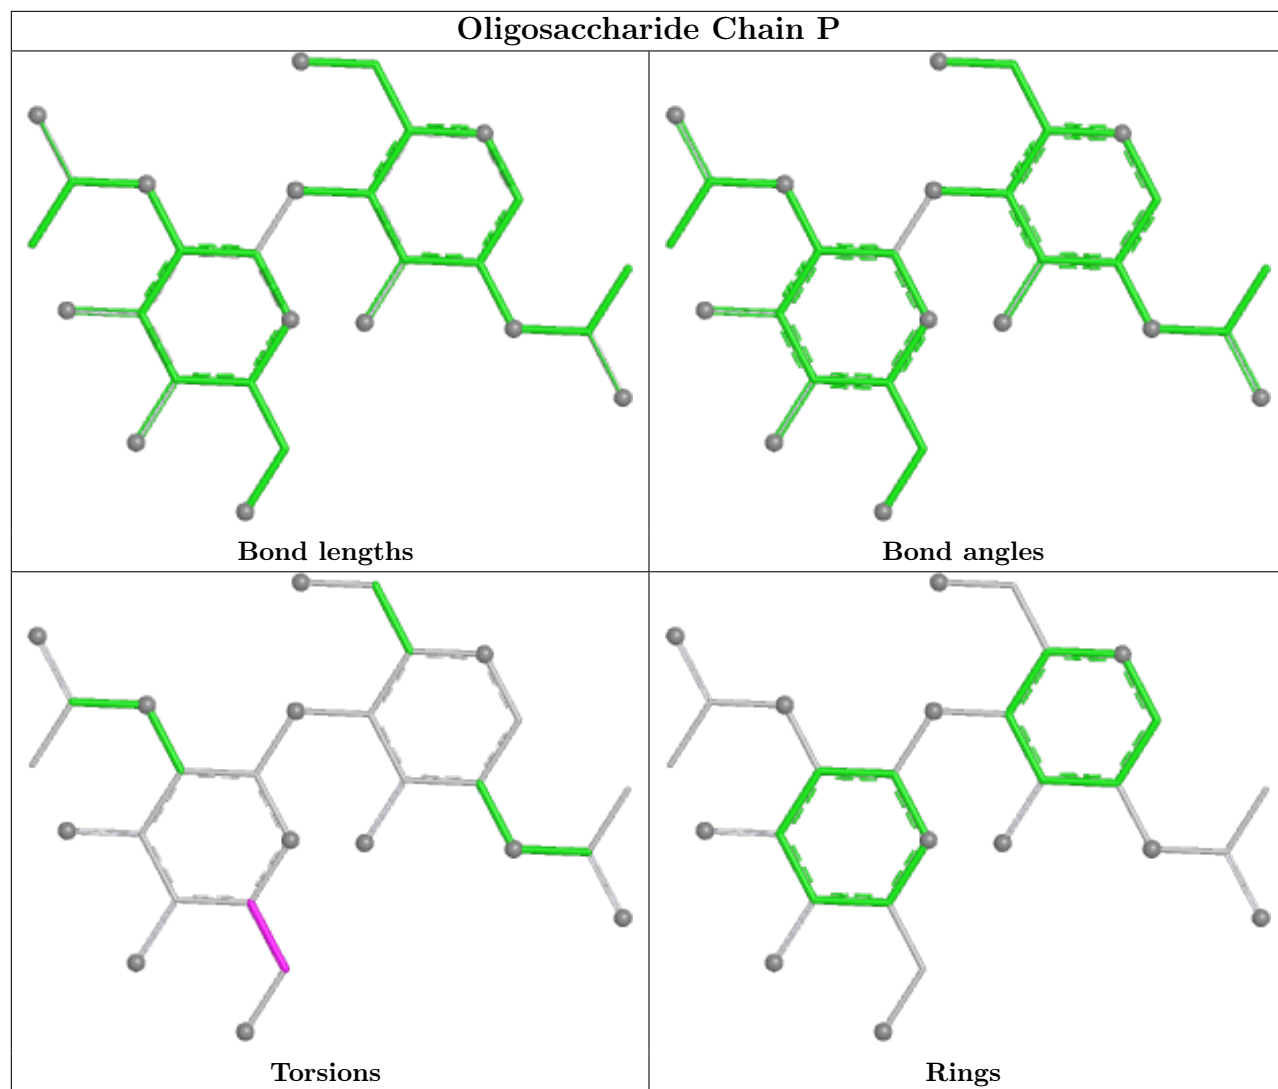 Oligosaccharide Chain P
Bond lengths
Bond angles
Torsions
Rings